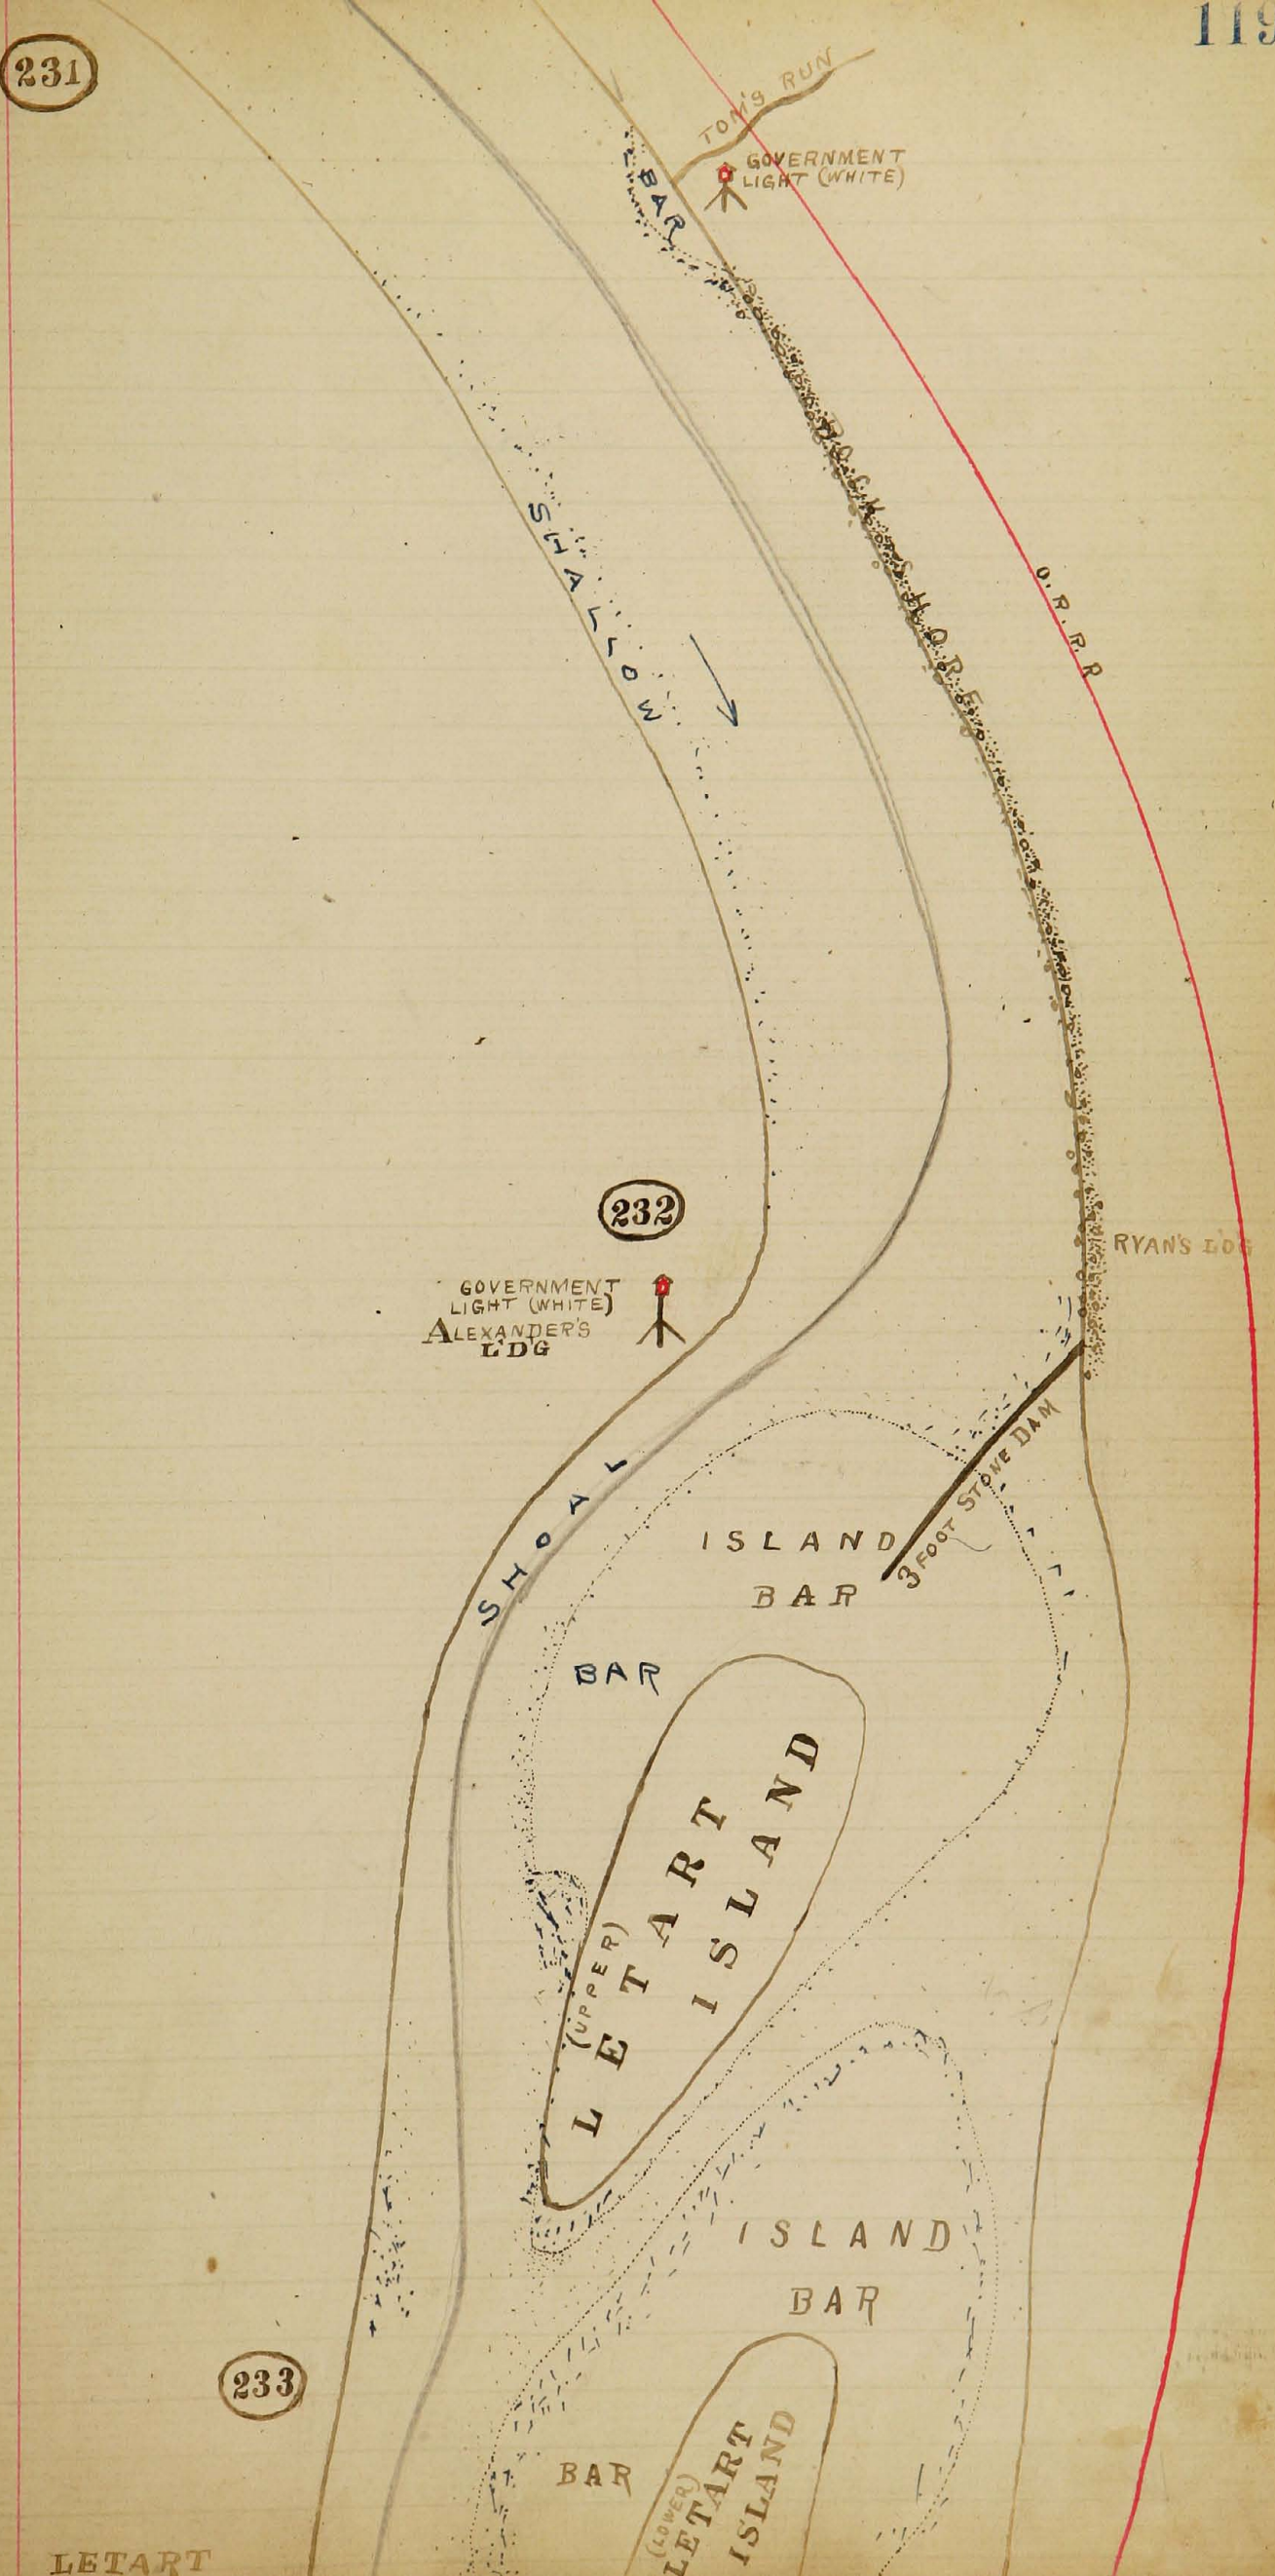 119
231
TOM'S RUN
GOVERNMENT
LIGHT (WHITE)
BAR
ROCKY SHORE
SHALLOW
O. R. R. R
232
RYAN'S LDG
GOVERNMENT
LIGHT (WHITE)
ALEXANDER'S
L'D'G
3 FOOT STONE DAM
SHOAL
ISLAND
BAR
BAR
(UPPER)
LETART
ISLAND
ISLAND
BAR
233
BAR
(LOWER)
LETART
ISLAND
LETART